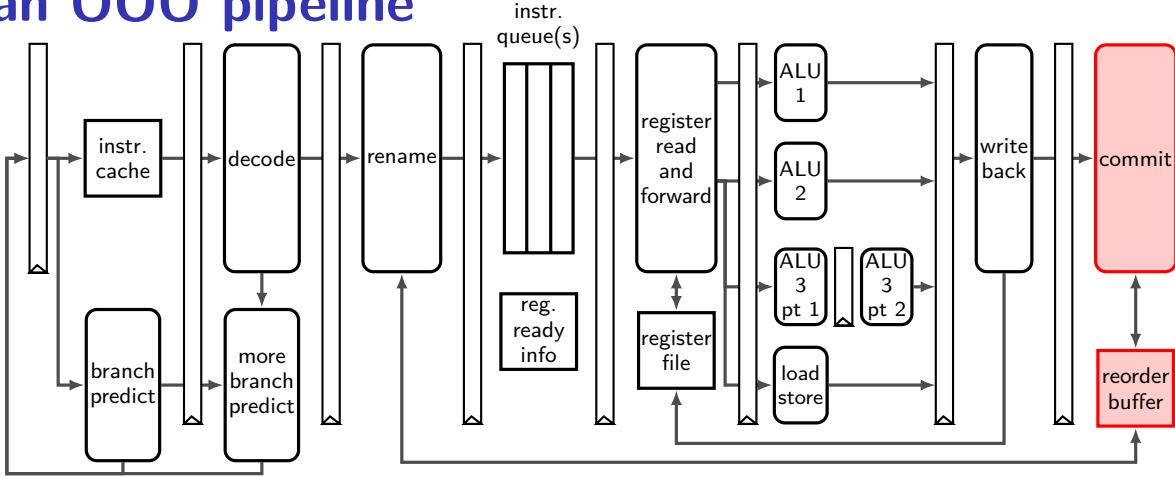 an OOO pipeline
instr.
queue(s)
instr.
cache
decode
rename
register
read
and
forward
ALU
1
ALU
2
ALU
3
pt 1
ALU
3
pt 2
load
store
write
back
commit
branch
predict
more
branch
predict
reg.
ready
info
register
file
reorder
buffer